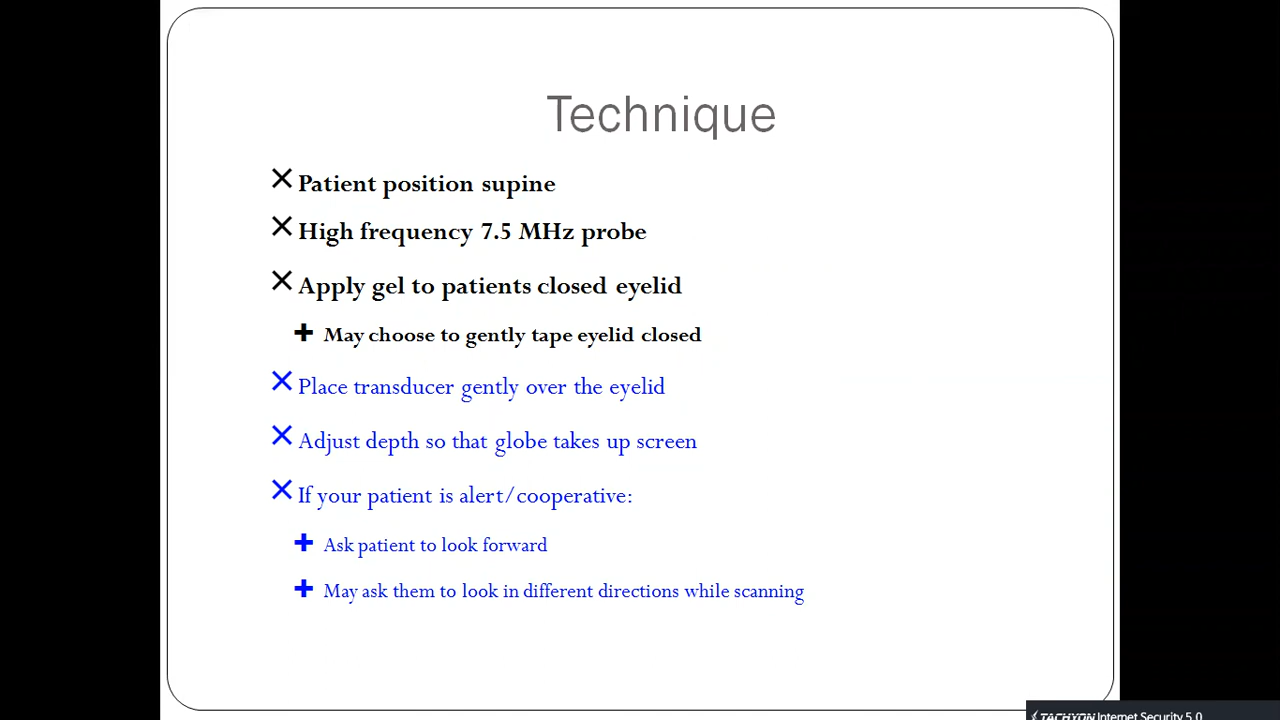 Technique
Patient position supine
High frequency 7.5 MHz probe
Apply gel to patients closed eyelid
May choose to gently tape eyelid closed
Place transducer gently over the eyelid
Adjust depth so that globe takes up screen
If your patient is alert/cooperative:
Ask patient to look forward
May ask them to look in different directions while scanning
TACHYON Internet Security 5.0